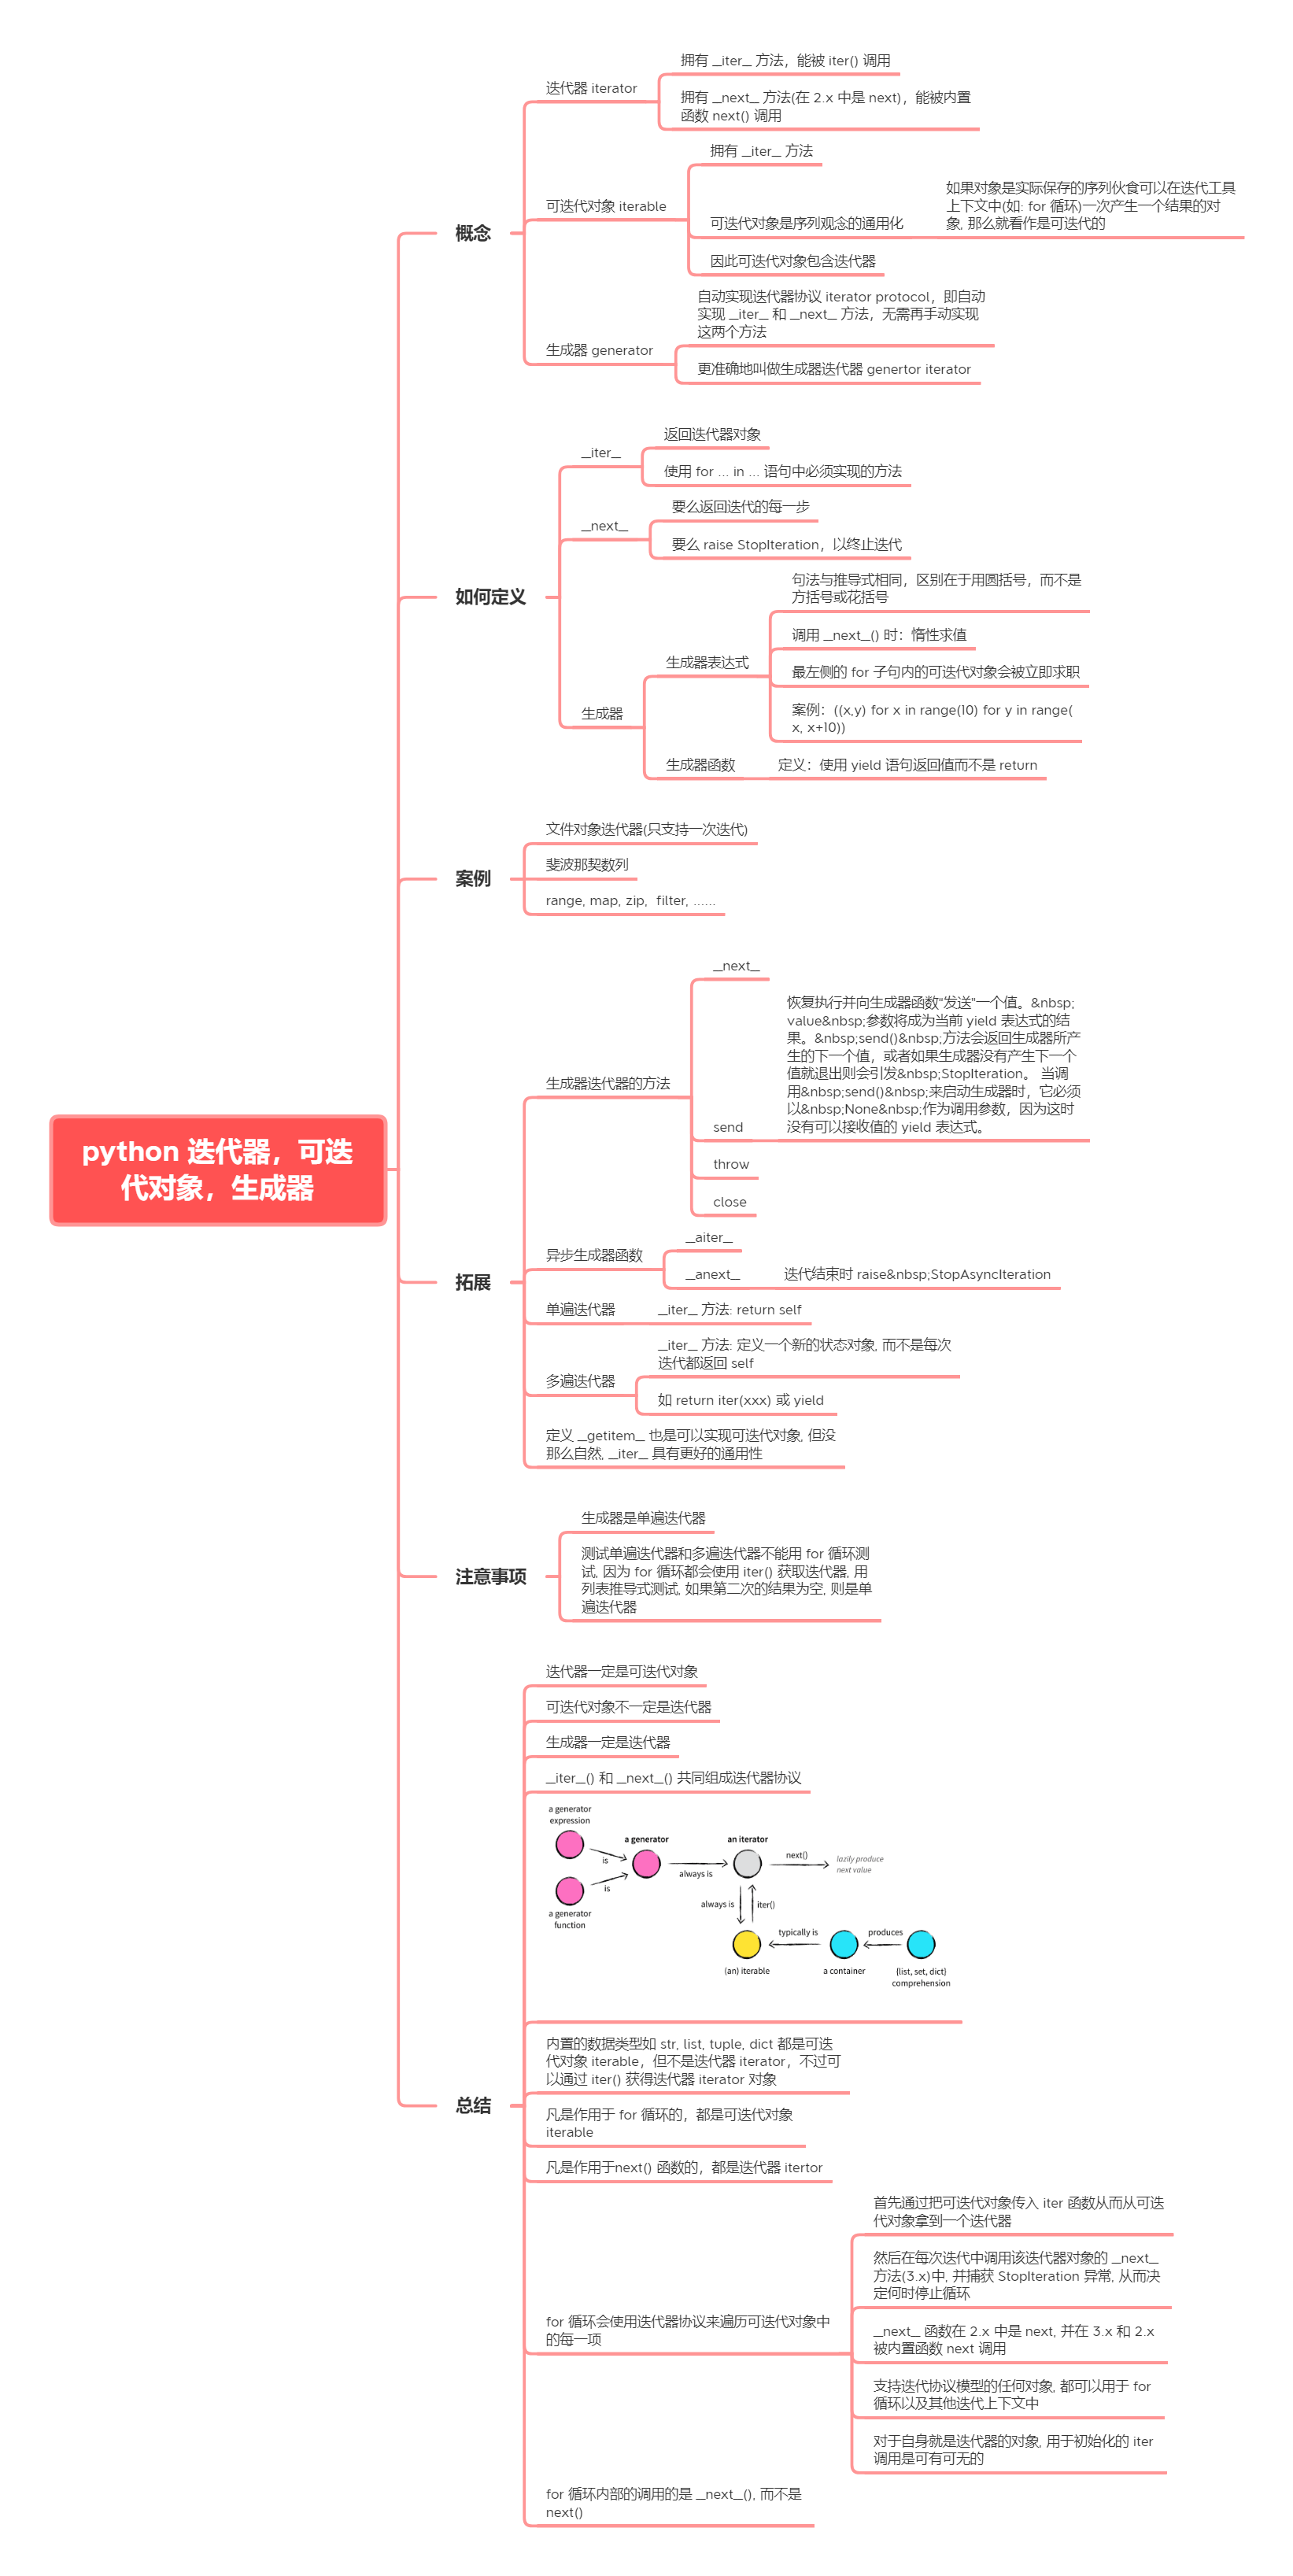 python 迭代器，可迭
代对象，生成器
概念
迭代器 iterator
拥有 _iter_ 方法，能被 iter() 调用
拥有 _next_ 方法(在 2.x 中是 next)，能被内置
函数 next() 调用
可迭代对象 iterable
拥有 _iter_ 方法
可迭代对象是序列观念的通用化
如果对象是实际保存的序列伙食可以在迭代工具
上下文中(如: for 循环)一次产生一个结果的对
象, 那么就看作是可迭代的
因此可迭代对象包含迭代器
生成器 generator
自动实现迭代器协议 iterator protocol，即自动
实现 _iter_ 和 _next_ 方法，无需再手动实现
这两个方法
更准确地叫做生成器迭代器 genertor iterator
如何定义
_iter_
返回迭代器对象
使用 for ... in ... 语句中必须实现的方法
_next_
要么返回迭代的每一步
要么 raise StopIteration，以终止迭代
生成器
生成器表达式
句法与推导式相同，区别在于用圆括号，而不是
方括号或花括号
调用 _next_() 时：惰性求值
最左侧的 for 子句内的可迭代对象会被立即求职
案例：((x,y) for x in range(10) for y in range(
x, x+10))
生成器函数
定义：使用 yield 语句返回值而不是 return
案例
文件对象迭代器(只支持一次迭代)
斐波那契数列
range, map, zip,  filter, ......
拓展
生成器迭代器的方法
_next_
send
恢复执行并向生成器函数"发送"一个值。&nbsp;
value&nbsp;参数将成为当前 yield 表达式的结
果。&nbsp;send()&nbsp;方法会返回生成器所产
生的下一个值，或者如果生成器没有产生下一个
值就退出则会引发&nbsp;StopIteration。 当调
用&nbsp;send()&nbsp;来启动生成器时，它必须
以&nbsp;None&nbsp;作为调用参数，因为这时
没有可以接收值的 yield 表达式。
throw
close
异步生成器函数
_aiter_
_anext_
迭代结束时 raise&nbsp;StopAsyncIteration
单遍迭代器
_iter_ 方法: return self
多遍迭代器
_iter_ 方法: 定义一个新的状态对象, 而不是每次
迭代都返回 self
如 return iter(xxx) 或 yield
定义 _getitem_ 也是可以实现可迭代对象, 但没
那么自然, _iter_ 具有更好的通用性
注意事项
生成器是单遍迭代器
测试单遍迭代器和多遍迭代器不能用 for 循环测
试, 因为 for 循环都会使用 iter() 获取迭代器, 用
列表推导式测试, 如果第二次的结果为空, 则是单
遍迭代器
总结
迭代器一定是可迭代对象
可迭代对象不一定是迭代器
生成器一定是迭代器
_iter_() 和 _next_() 共同组成迭代器协议
a generator
expression
is
a generator
function
is
a generator
always is
an iterator
next()
lazily produce
next value
always is
iter()
(an) iterable
typically is
a container
produces
{list, set, dict}
comprehension
内置的数据类型如 str, list, tuple, dict 都是可迭
代对象 iterable，但不是迭代器 iterator，不过可
以通过 iter() 获得迭代器 iterator 对象
凡是作用于 for 循环的，都是可迭代对象
iterable
凡是作用于next() 函数的，都是迭代器 itertor
for 循环会使用迭代器协议来遍历可迭代对象中
的每一项
首先通过把可迭代对象传入 iter 函数从而从可迭
代对象拿到一个迭代器
然后在每次迭代中调用该迭代器对象的 _next_
方法(3.x)中, 并捕获 StopIteration 异常, 从而决
定何时停止循环
_next_ 函数在 2.x 中是 next, 并在 3.x 和 2.x
被内置函数 next 调用
支持迭代协议模型的任何对象, 都可以用于 for
循环以及其他迭代上下文中
对于自身就是迭代器的对象, 用于初始化的 iter
调用是可有可无的
for 循环内部的调用的是 _next_(), 而不是
next()